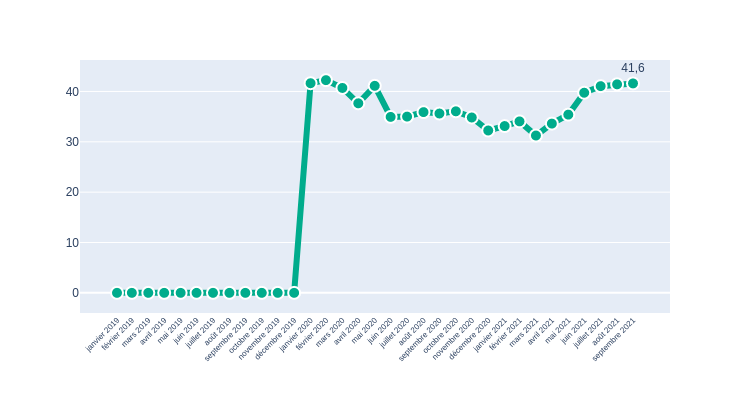 41,6
40
30
20
10
0
janvier 2019
février 2019
mars 2019
avril 2019
mai 2019
juin 2019
juillet 2019
août 2019
septembre 2019
octobre 2019
novembre 2019
décembre 2019
janvier 2020
février 2020
mars 2020
avril 2020
mai 2020
juin 2020
juillet 2020
août 2020
septembre 2020
octobre 2020
novembre 2020
décembre 2020
janvier 2021
février 2021
mars 2021
avril 2021
mai 2021
juin 2021
juillet 2021
août 2021
septembre 2021